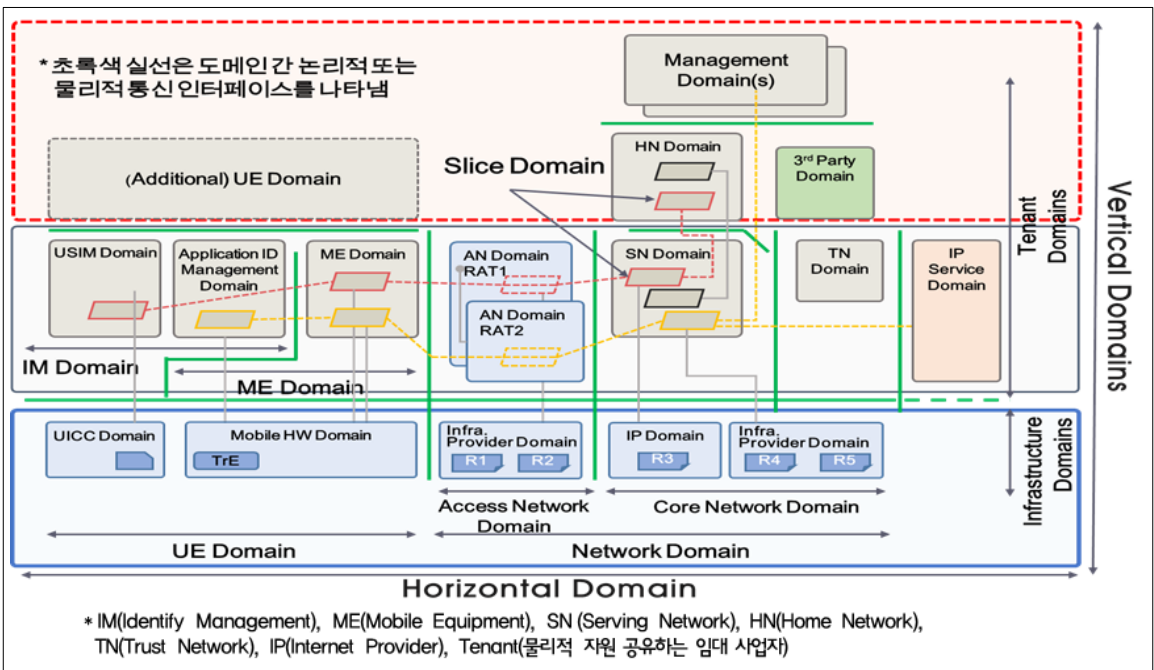 * 초록색 실선은 도메인 간 논리적 또는
물리적 통신 인터페이스를 나타냄
Management
Domain(s)
HN Domain
3rd Party
Domain
Slice Domain
(Additional) UE Domain
USIM Domain
Application ID
Management
Domain
ME Domain
AN Domain
RAT1
AN Domain
RAT2
SN Domain
TN
Domain
IP
Service
Domain
IM Domain
ME Domain
UICC Domain
Mobile HW Domain
TrE
Infra.
Provider Domain
R1
R2
IP Domain
R3
Infra.
Provider Domain
R4
R5
Access Network
Domain
Core Network Domain
UE Domain
Network Domain
Horizontal Domain
Tenant
Domains
Infrastructure
Domains
Vertical Domains
* IM(Identify Management), ME(Mobile Equipment), SN (Serving Network), HN(Home Network),
TN(Trust Network), IP(Internet Provider), Tenant(물리적 자원 공유하는 임대 사업자)